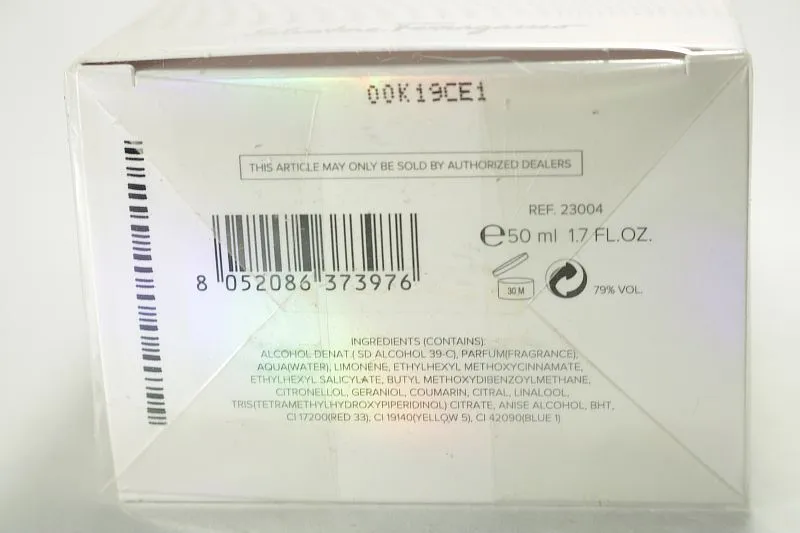 Salvatore Ferragamo
00K19CE1
THIS ARTICLE MAY ONLY BE SOLD BY AUTHORIZED DEALERS
REF. 23004
℮50 ml 1.7 FL.OZ.
30 M
79% VOL.
8 052086 373976
INGREDIENTS (CONTAINS):
ALCOHOL DENAT.( SD ALCOHOL 39-C), PARFUM(FRAGRANCE),
AQUA(WATER), LIMONENE, ETHYLHEXYL METHOXYCINNAMATE,
ETHYLHEXYL SALICYLATE, BUTYL METHOXYDIBENZOYLMETHANE,
CITRONELLOL, GERANIOL, COUMARIN, CITRAL, LINALOOL,
TRIS(TETRAMETHYLHYDROXYPIPERIDINOL) CITRATE, ANISE ALCOHOL, BHT,
CI 17200(RED 33), CI 19140(YELLOW 5), CI 42090(BLUE 1)